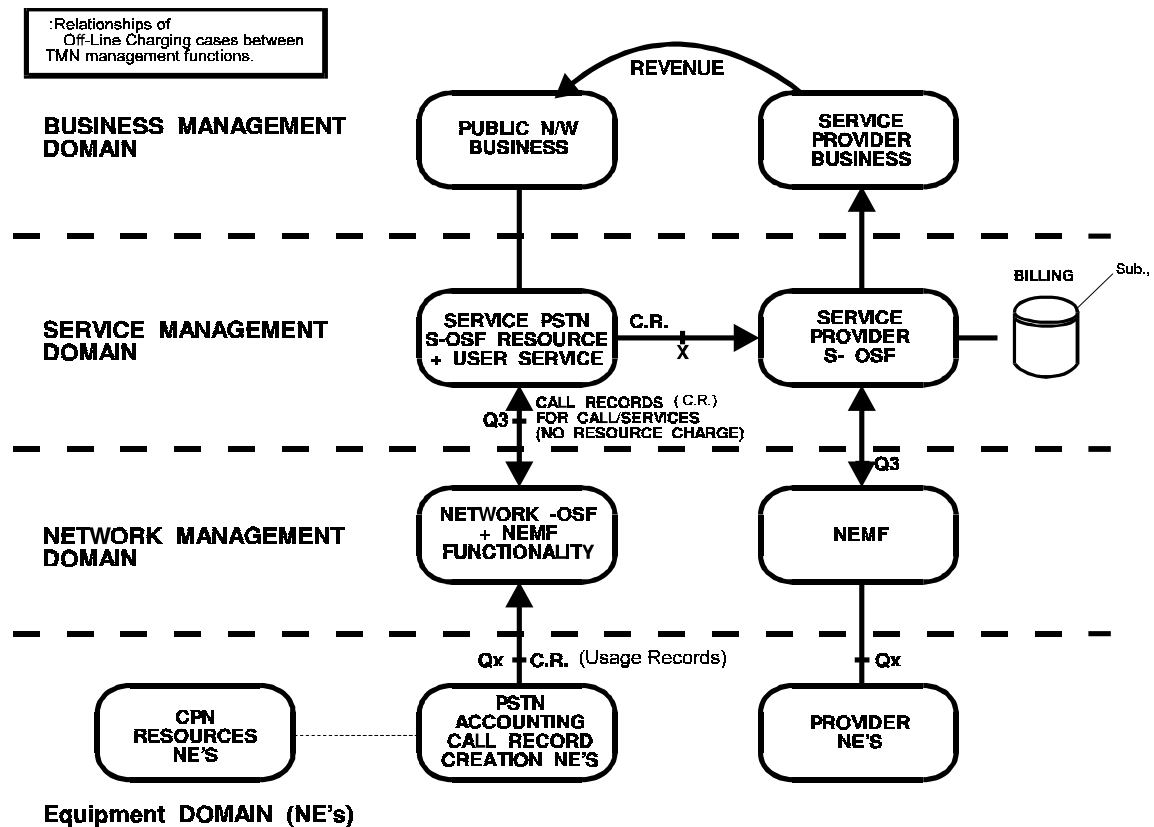 :Relationships of
Off-Line Charging cases between
TMN management functions.
REVENUE
BUSINESS MANAGEMENT
DOMAIN
PUBLIC N/W
BUSINESS
SERVICE
PROVIDER
BUSINESS
BILLING
Sub.,
SERVICE MANAGEMENT
DOMAIN
SERVICE PSTN
S-OSF RESOURCE
+ USER SERVICE
C.R.
X
SERVICE
PROVIDER
S- OSF
Q3
CALL RECORDS (C.R.)
FOR CALL/SERVICES
(NO RESOURCE CHARGE)
Q3
NETWORK MANAGEMENT
DOMAIN
NETWORK -OSF
+ NEMF
FUNCTIONALITY
NEMF
Qx
C.R. (Usage Records)
Qx
CPN
RESOURCES
NE'S
PSTN
ACCOUNTING
CALL RECORD
CREATION NE'S
PROVIDER
NE'S
Equipment DOMAIN (NE's)